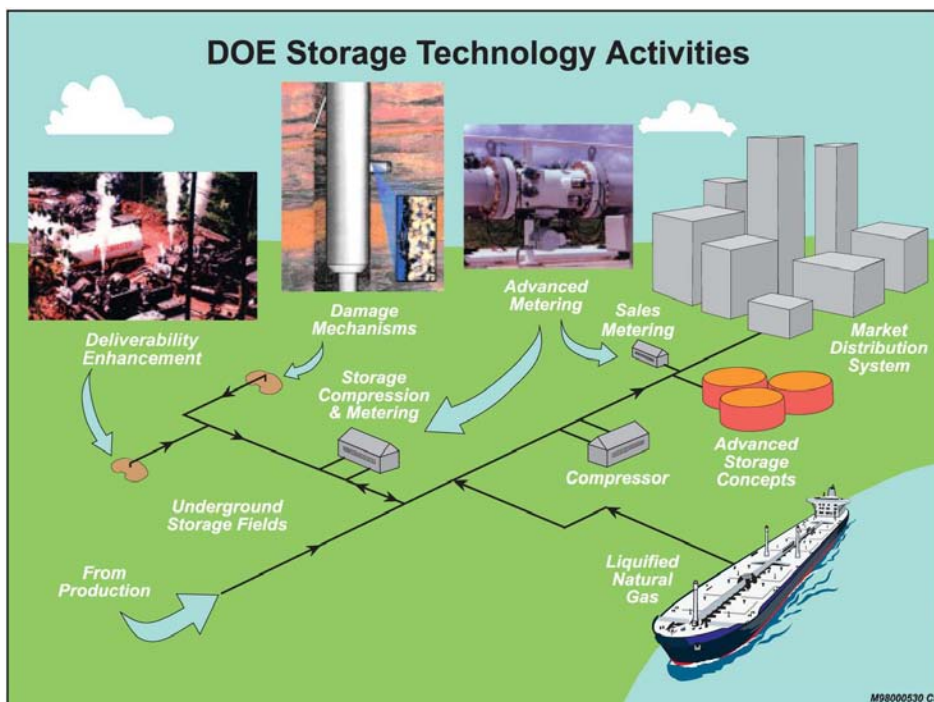 DOE Storage Technology Activities
Deliverability
Enhancement
Damage
Mechanisms
Advanced
Metering
Sales
Metering
Market
Distribution
System
Storage
Compression
& Metering
Advanced
Storage
Concepts
Compressor
Underground
Storage Fields
From
Production
Liquified
Natural
Gas